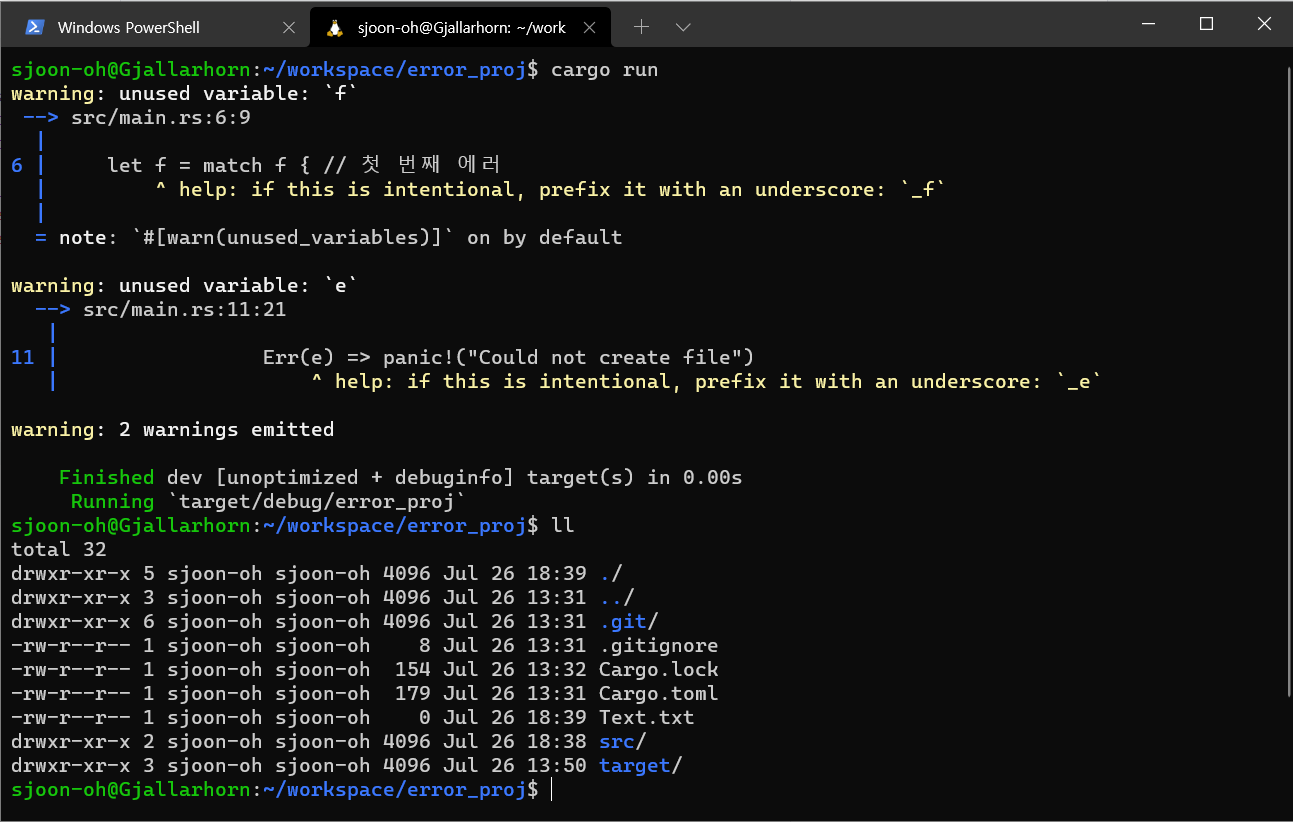 Windows PowerShell
sjoon-oh@Gjallarhorn: ~/work
sjoon-oh@Gjallarhorn:~/workspace/error_proj$ cargo run
warning: unused variable: `f`
 --> src/main.rs:6:9
  |
6 |     let f = match f { // 첫 번째 에러
  |         ^ help: if this is intentional, prefix it with an underscore: `_f`
  |
  = note: `#[warn(unused_variables)]` on by default
warning: unused variable: `e`
  --> src/main.rs:11:21
   |
11 |                 Err(e) => panic!("Could not create file")
   |                     ^ help: if this is intentional, prefix it with an underscore: `_e`
warning: 2 warnings emitted
    Finished dev [unoptimized + debuginfo] target(s) in 0.00s
     Running `target/debug/error_proj`
sjoon-oh@Gjallarhorn:~/workspace/error_proj$ ll
total 32
drwxr-xr-x 5 sjoon-oh sjoon-oh 4096 Jul 26 18:39 ./
drwxr-xr-x 3 sjoon-oh sjoon-oh 4096 Jul 26 13:31 ../
drwxr-xr-x 6 sjoon-oh sjoon-oh 4096 Jul 26 13:31 .git/
-rw-r--r-- 1 sjoon-oh sjoon-oh    8 Jul 26 13:31 .gitignore
-rw-r--r-- 1 sjoon-oh sjoon-oh  154 Jul 26 13:32 Cargo.lock
-rw-r--r-- 1 sjoon-oh sjoon-oh  179 Jul 26 13:31 Cargo.toml
-rw-r--r-- 1 sjoon-oh sjoon-oh    0 Jul 26 18:39 Text.txt
drwxr-xr-x 2 sjoon-oh sjoon-oh 4096 Jul 26 18:38 src/
drwxr-xr-x 3 sjoon-oh sjoon-oh 4096 Jul 26 13:50 target/
sjoon-oh@Gjallarhorn:~/workspace/error_proj$